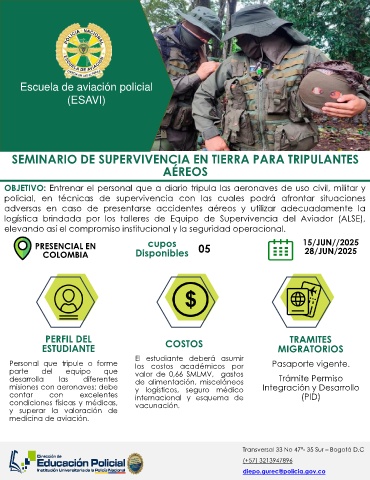 POLICÍA NACIONAL
ESCUELA DE AVIACIÓN
Escuela de aviación policial
(ESAVI)
SEMINARIO DE SUPERVIVENCIA EN TIERRA PARA TRIPULANTES
AÉREOS
OBJETIVO: Entrenar el personal que a diario tripula las aeronaves de uso civil, militar y
policial, en técnicas de supervivencia con las cuales podrá afrontar situaciones
adversas en caso de presentarse accidentes aéreos y utilizar adecuadamente la
logística brindada por los talleres de Equipo de Supervivencia del Aviador (ALSE),
elevando así el compromiso institucional y la seguridad operacional.
PRESENCIAL EN
COLOMBIA
cupos
Disponibles
05
15/JUN//2025
28/JUN/2025
PERFIL DEL
ESTUDIANTE
Personal que tripule o forme
parte del equipo que
desarrolla las diferentes
misiones con aeronaves; debe
contar con excelentes
condiciones físicas y médicas,
y superar la valoración de
medicina de aviación.
$
COSTOS
El estudiante deberá asumir
los costos académicos por
valor de 0,66 SMLMV, gastos
de alimentación, misceláneos
y logísticos, seguro médico
internacional y esquema de
vacunación.
TRAMITES
MIGRATORIOS
Pasaporte vigente.
Trámite Permiso
Integración y Desarrollo
(PID)
Dirección de
Educación Policial
Institución Universitaria de la Policía Nacional
Transversal 33 No 47ª- 35 Sur – Bogotá D.C
(+57) 3213947896
diepo.gurec@policia.gov.co